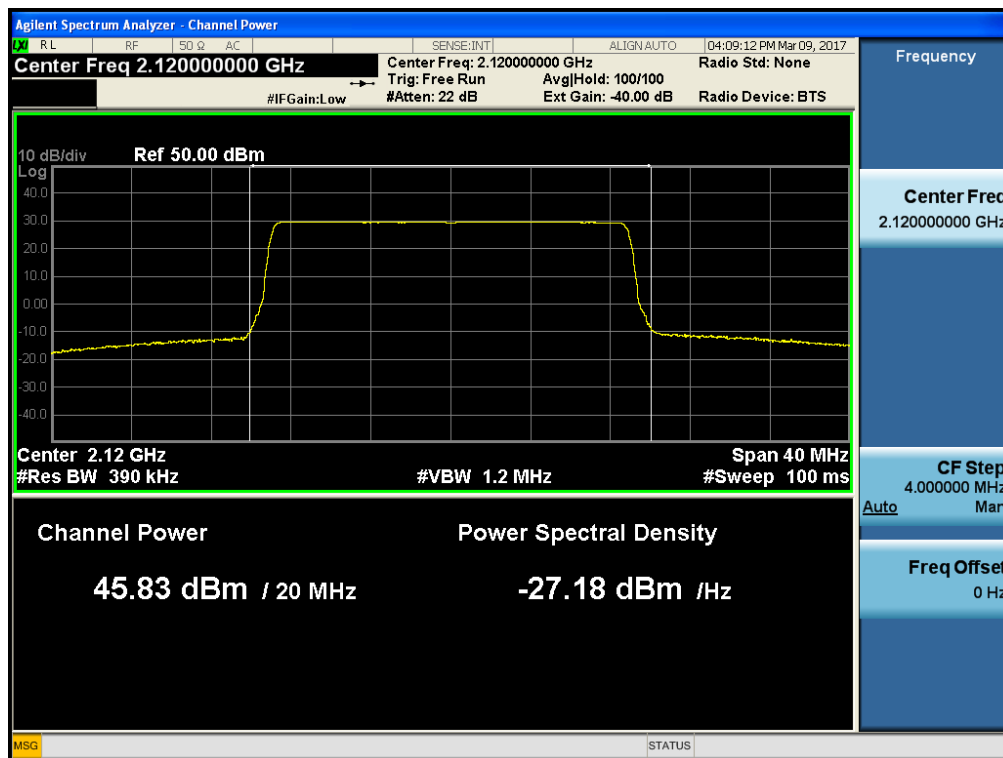 Agilent Spectrum Analyzer - Channel Power
LXI RL RF 50 Ω AC SENSE:INT ALIGN AUTO 04:09:12 PM Mar 09, 2017
Center Freq 2.120000000 GHz
Center Freq: 2.120000000 GHz Radio Std: None
Trig: Free Run Avg|Hold: 100/100
#IFGain:Low #Atten: 22 dB Ext Gain: -40.00 dB Radio Device: BTS
Frequency
10 dB/div Ref 50.00 dBm
Log
40.0
30.0
20.0
10.0
0.00
-10.0
-20.0
-30.0
-40.0
Center 2.12 GHz Span 40 MHz
#Res BW 390 kHz #VBW 1.2 MHz #Sweep 100 ms
Channel Power Power Spectral Density
45.83 dBm / 20 MHz -27.18 dBm /Hz
Center Freq
2.120000000 GHz
CF Step
4.000000 MHz
Auto Man
Freq Offset
0 Hz
MSG STATUS